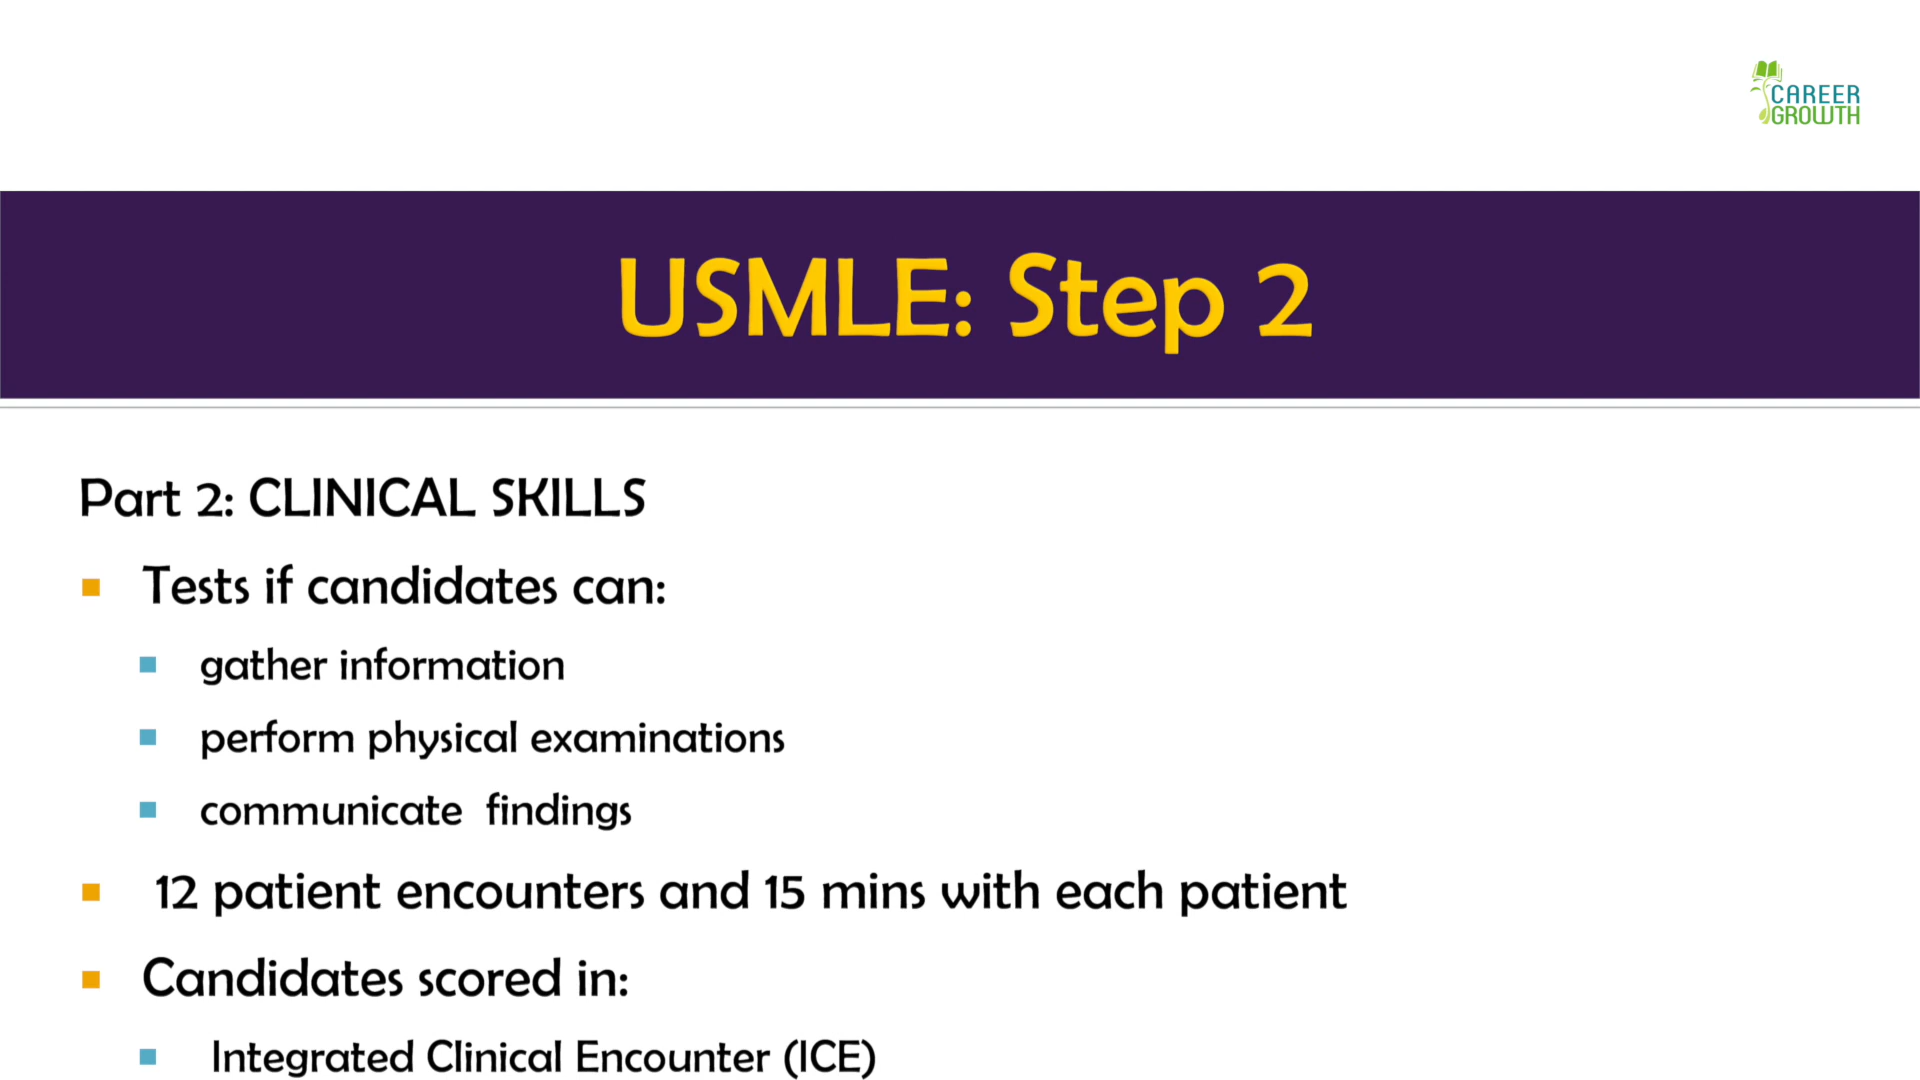 CAREER
GROWTH
USMLE: Step 2
Part 2: CLINICAL SKILLS
Tests if candidates can:
gather information
perform physical examinations
communicate findings
12 patient encounters and 15 mins with each patient
Candidates scored in:
Integrated Clinical Encounter (ICE)